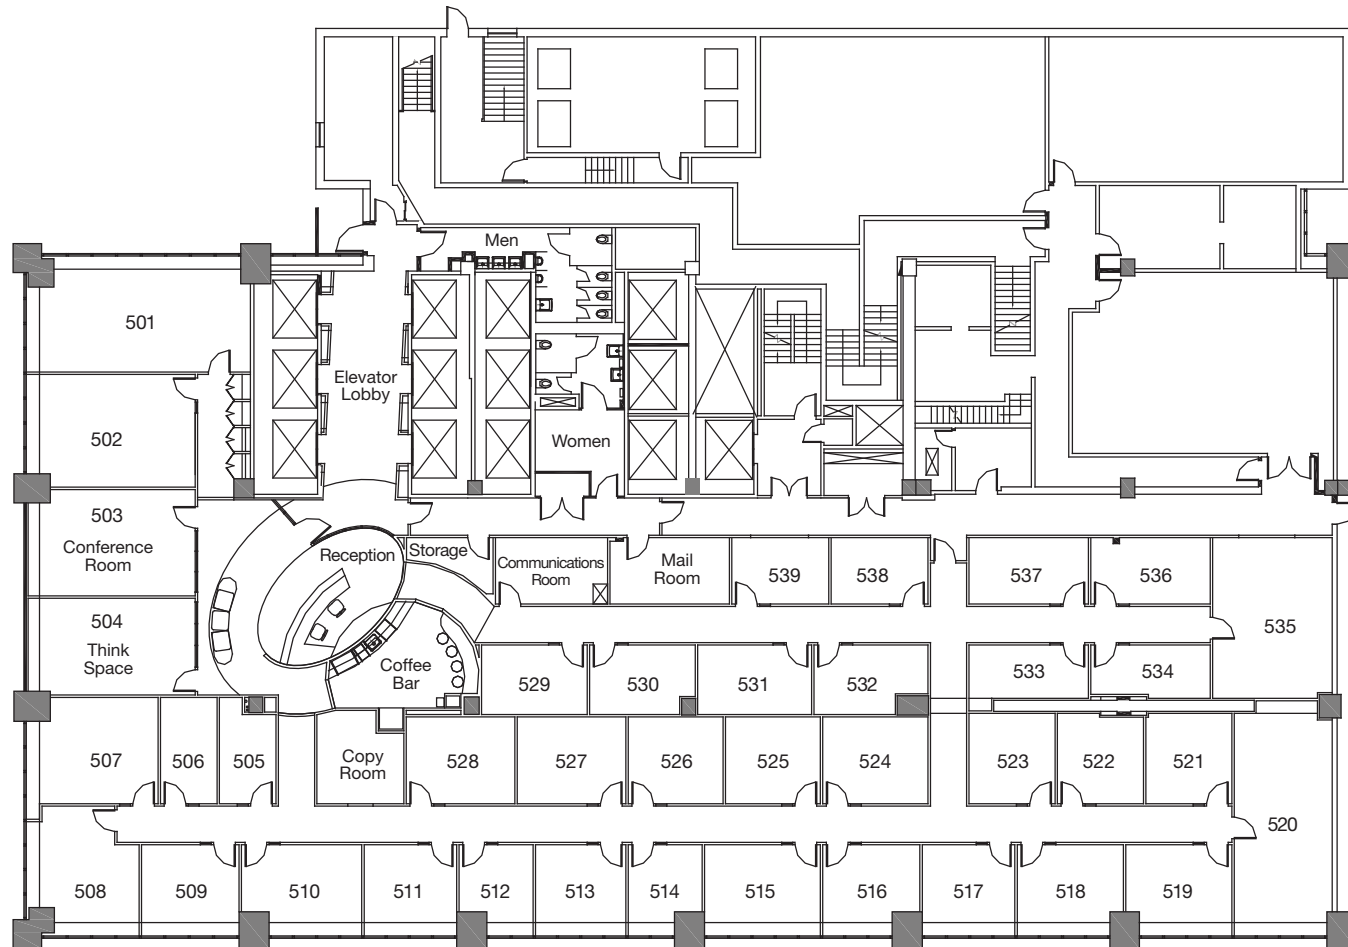 Men
501
Elevator
Lobby
502
Women
503
Conference
Room
Reception
Storage
Communications
Room
Mail
Room
539
538
537
536
535
504
Think
Space
Coffee
Bar
529
530
531
532
533
534
507
506
505
Copy
Room
528
527
526
525
524
523
522
521
520
508
509
510
511
512
513
514
515
516
517
518
519